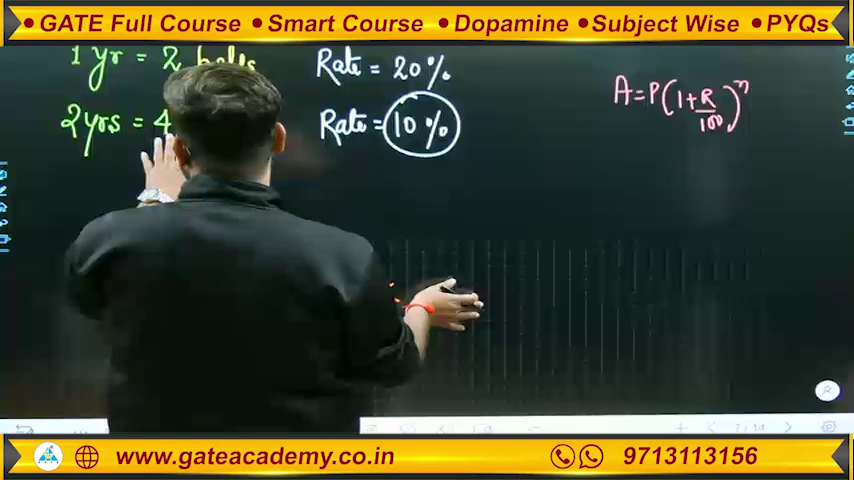 • GATE Full Course • Smart Course • Dopamine • Subject Wise • PYQs
1 yr = 2
Rate = 20%
A = P(1+R/100)^n
2 yrs = 4
Rate = 10%
www.gateacademy.co.in
9713113156